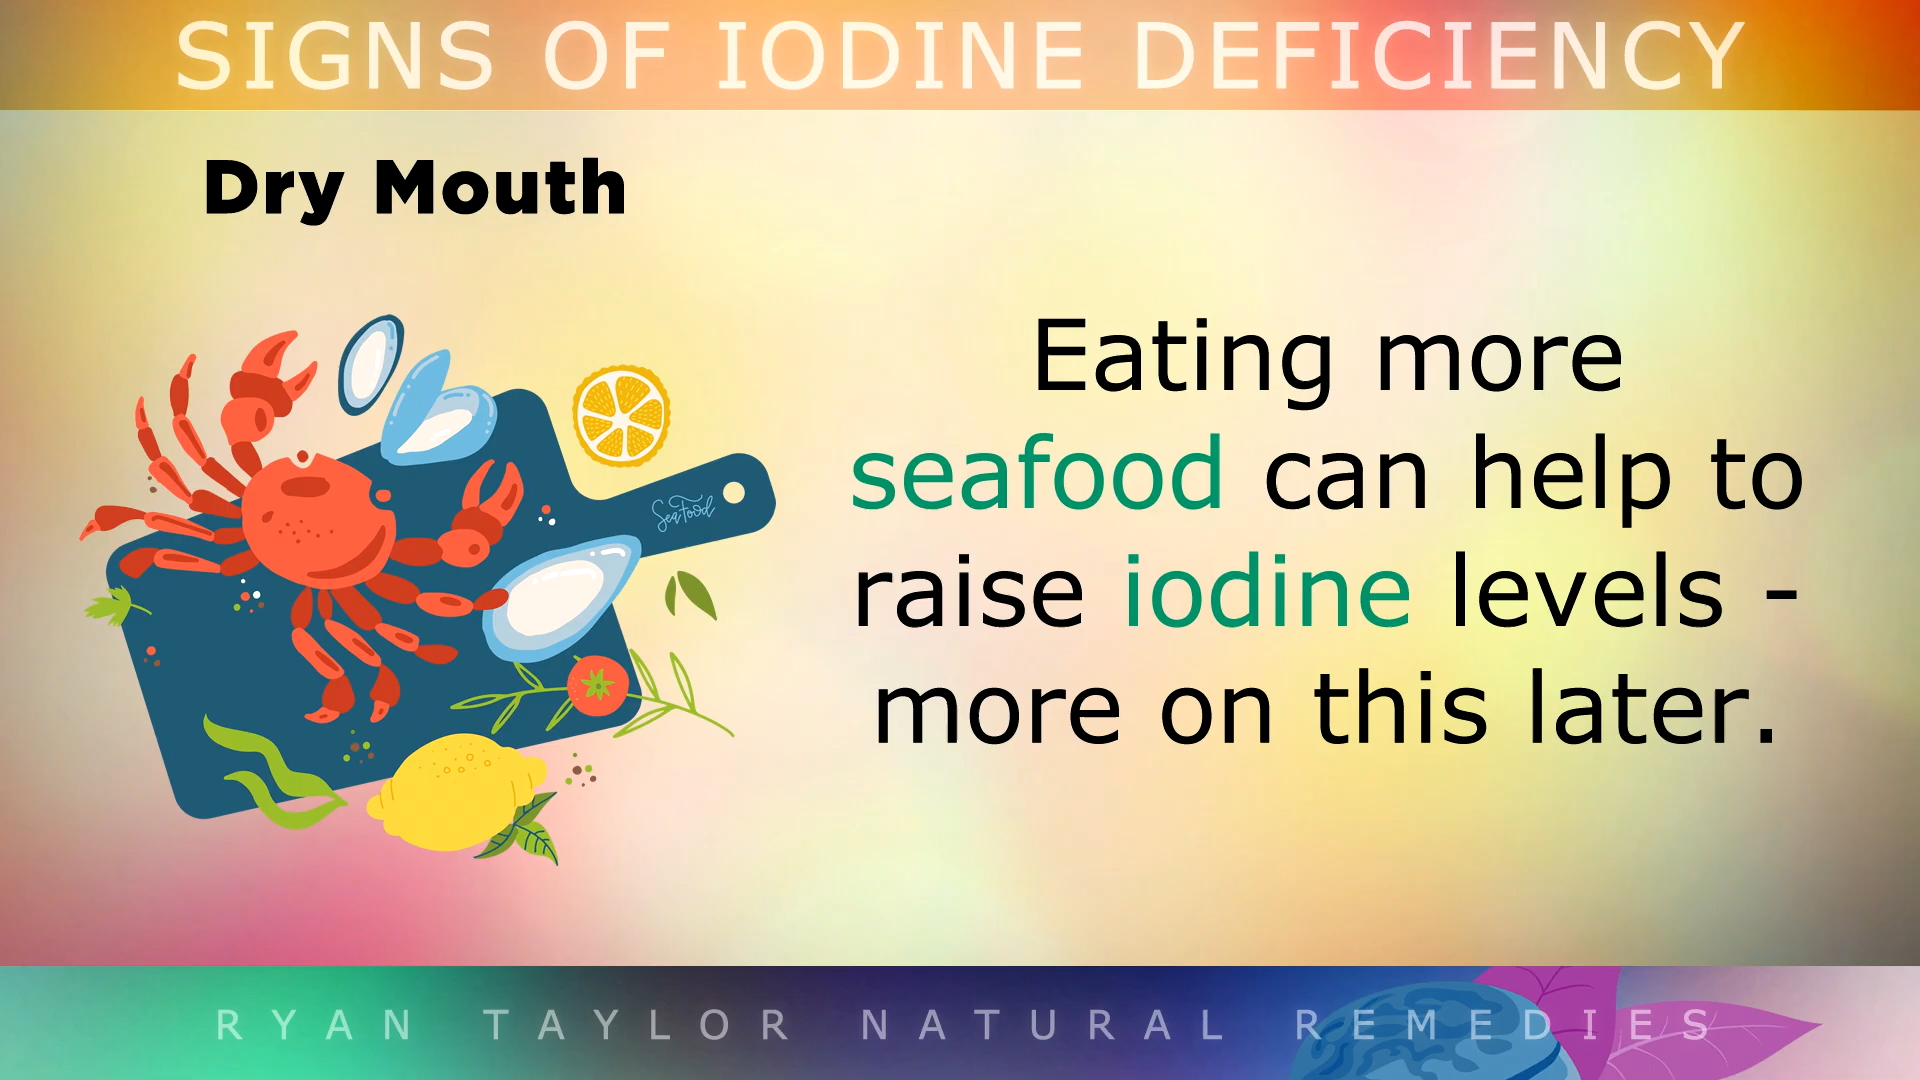 SIGNS OF IODINE DEFICIENCY
Dry Mouth
Eating more
seafood can help to
raise iodine levels -
more on this later.
SeaFood
RYAN TAYLOR NATURAL REMEDIES